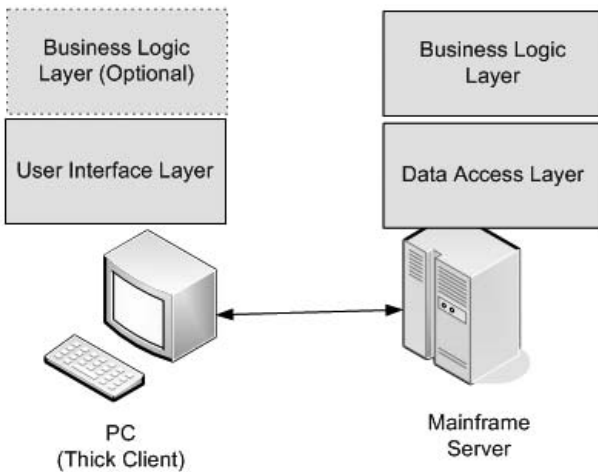 Business Logic
Layer (Optional)
User Interface Layer
PC
(Thick Client)
Business Logic
Layer
Data Access Layer
Mainframe
Server